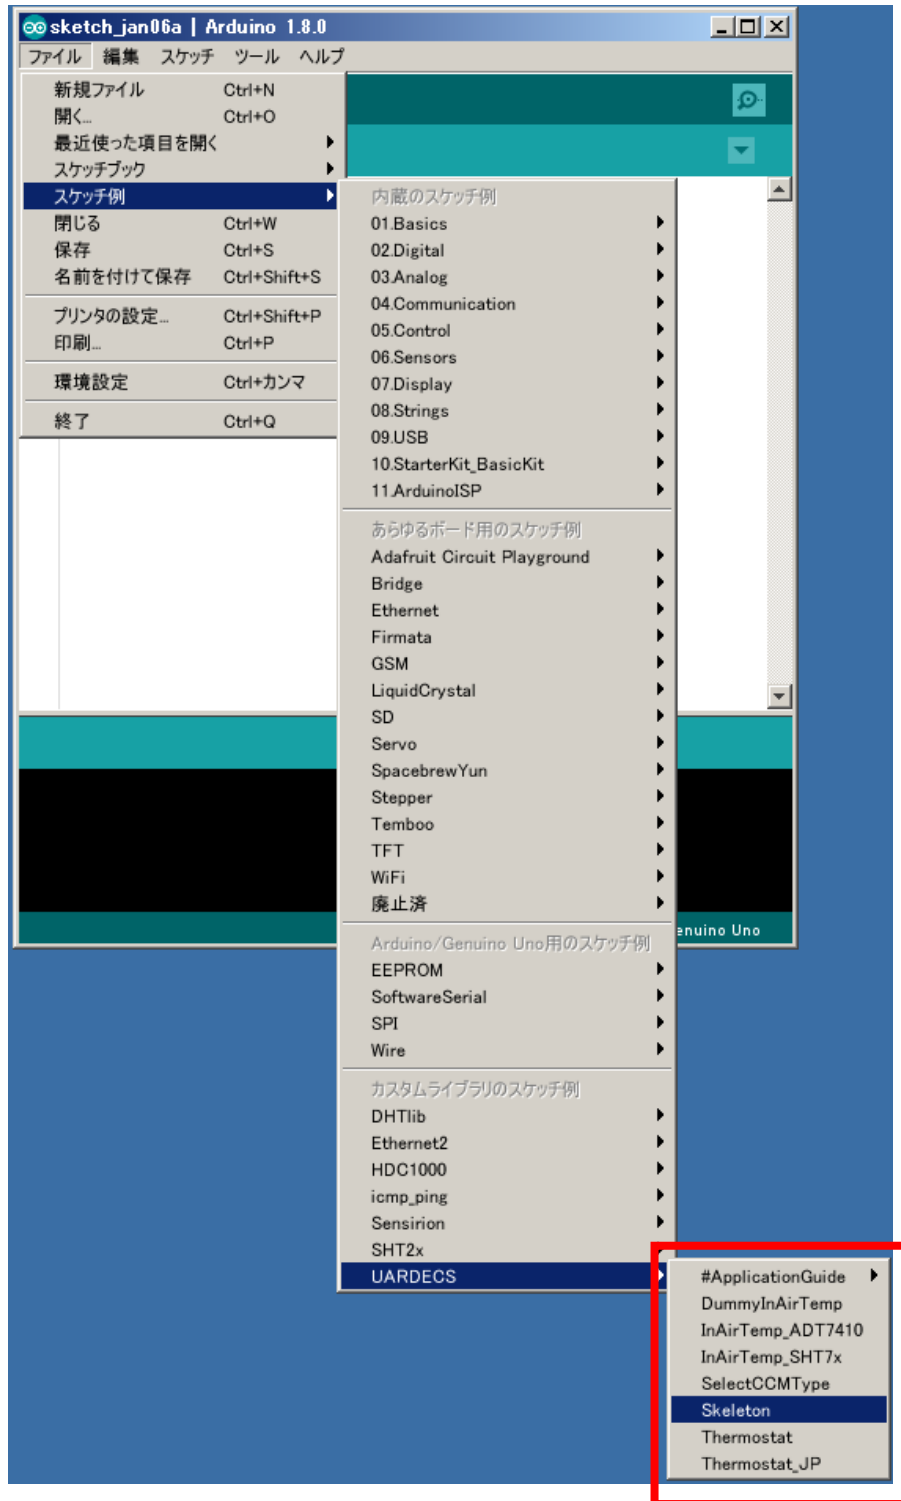 sketch_jan06a | Arduino 1.8.0
ファイル 編集 スケッチ ツール ヘルプ
新規ファイル Ctrl+N
開く... Ctrl+O
最近使った項目を開く
スケッチブック
スケッチ例
閉じる Ctrl+W
保存 Ctrl+S
名前を付けて保存 Ctrl+Shift+S
プリンタの設定... Ctrl+Shift+P
印刷... Ctrl+P
環境設定 Ctrl+カンマ
終了 Ctrl+Q
内蔵のスケッチ例
01.Basics
02.Digital
03.Analog
04.Communication
05.Control
06.Sensors
07.Display
08.Strings
09.USB
10.StarterKit_BasicKit
11.ArduinoISP
あらゆるボード用のスケッチ例
Adafruit Circuit Playground
Bridge
Ethernet
Firmata
GSM
LiquidCrystal
SD
Servo
SpacebrewYun
Stepper
Temboo
TFT
WiFi
廃止済
Arduino/Genuino Uno用のスケッチ例
EEPROM
SoftwareSerial
SPI
Wire
カスタムライブラリのスケッチ例
DHTlib
Ethernet2
HDC1000
icmp_ping
Sensirion
SHT2x
UARDECS
#ApplicationGuide
DummyInAirTemp
InAirTemp_ADT7410
InAirTemp_SHT7x
SelectCCMType
Skeleton
Thermostat
Thermostat_JP
enuino Uno